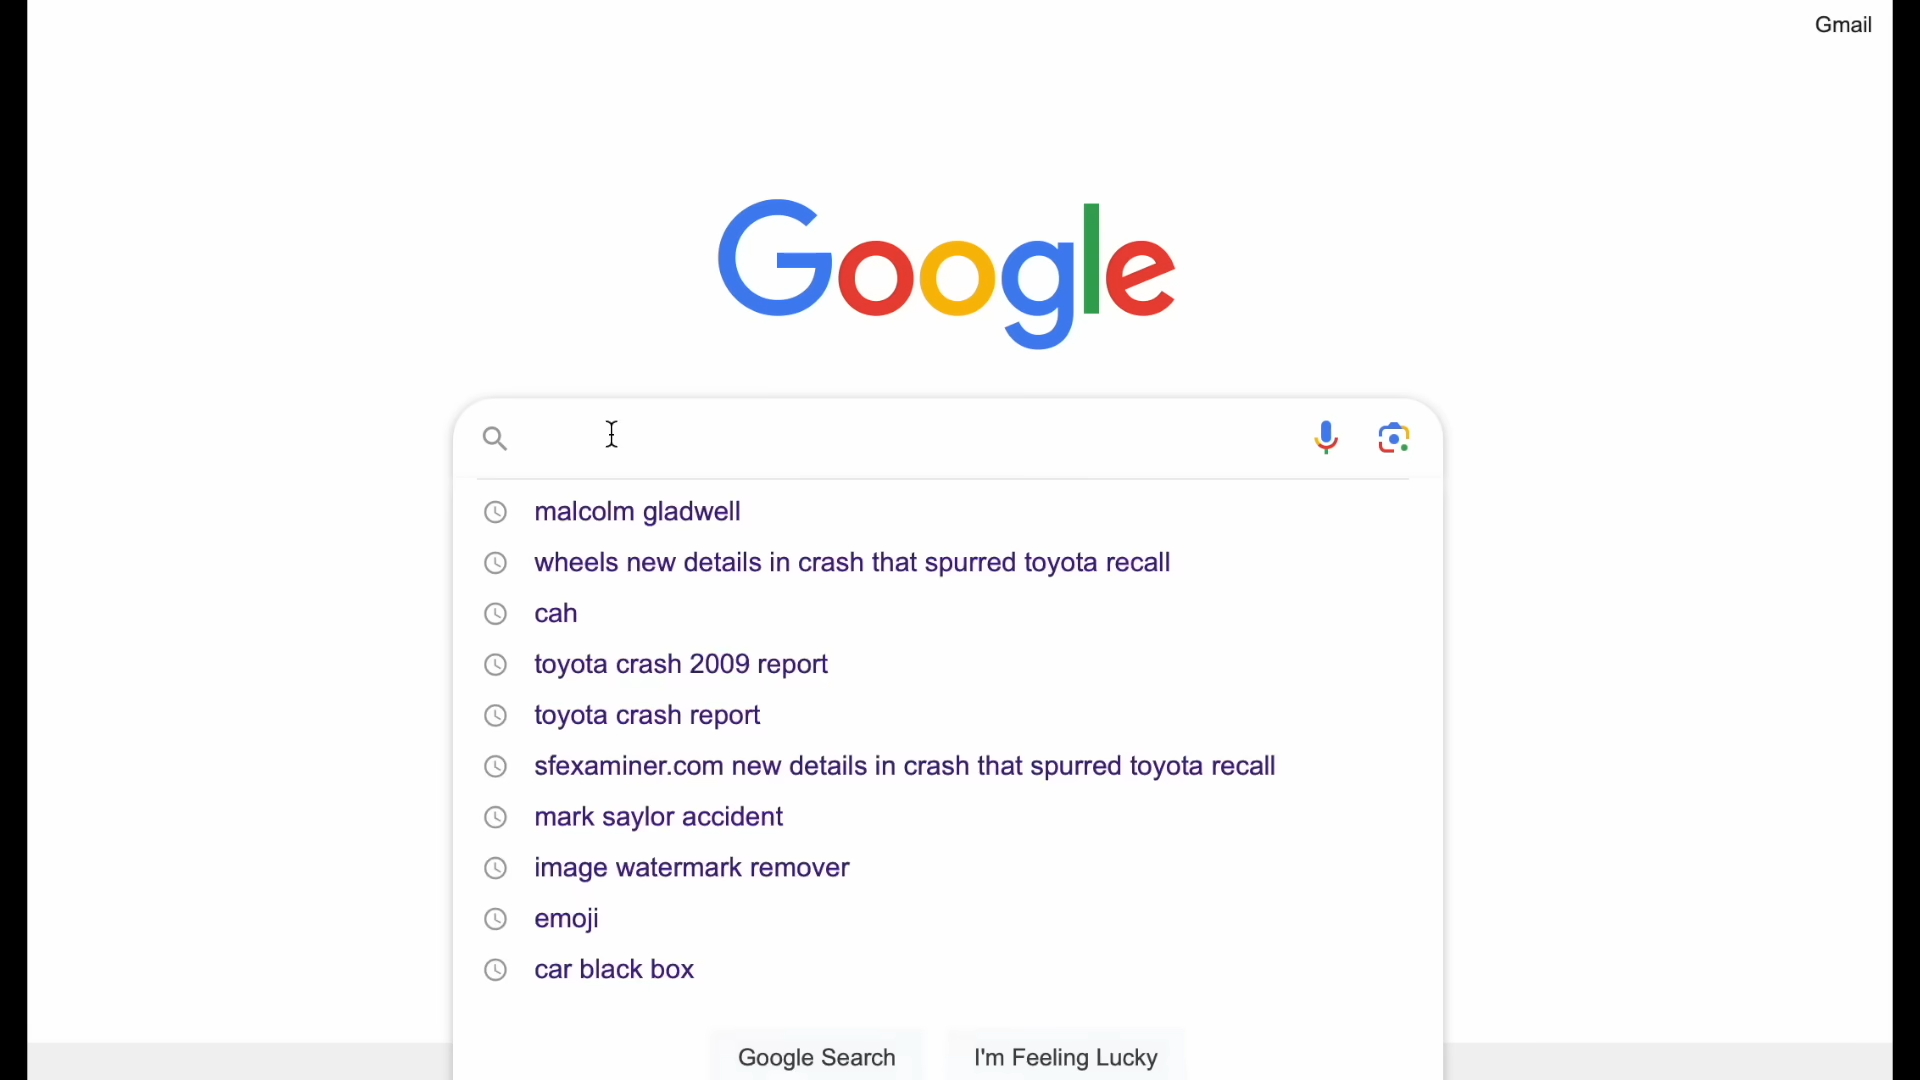 Gmail
Google
malcolm gladwell
wheels new details in crash that spurred toyota recall
cah
toyota crash 2009 report
toyota crash report
sfexaminer.com new details in crash that spurred toyota recall
mark saylor accident
image watermark remover
emoji
car black box
Google Search
I'm Feeling Lucky